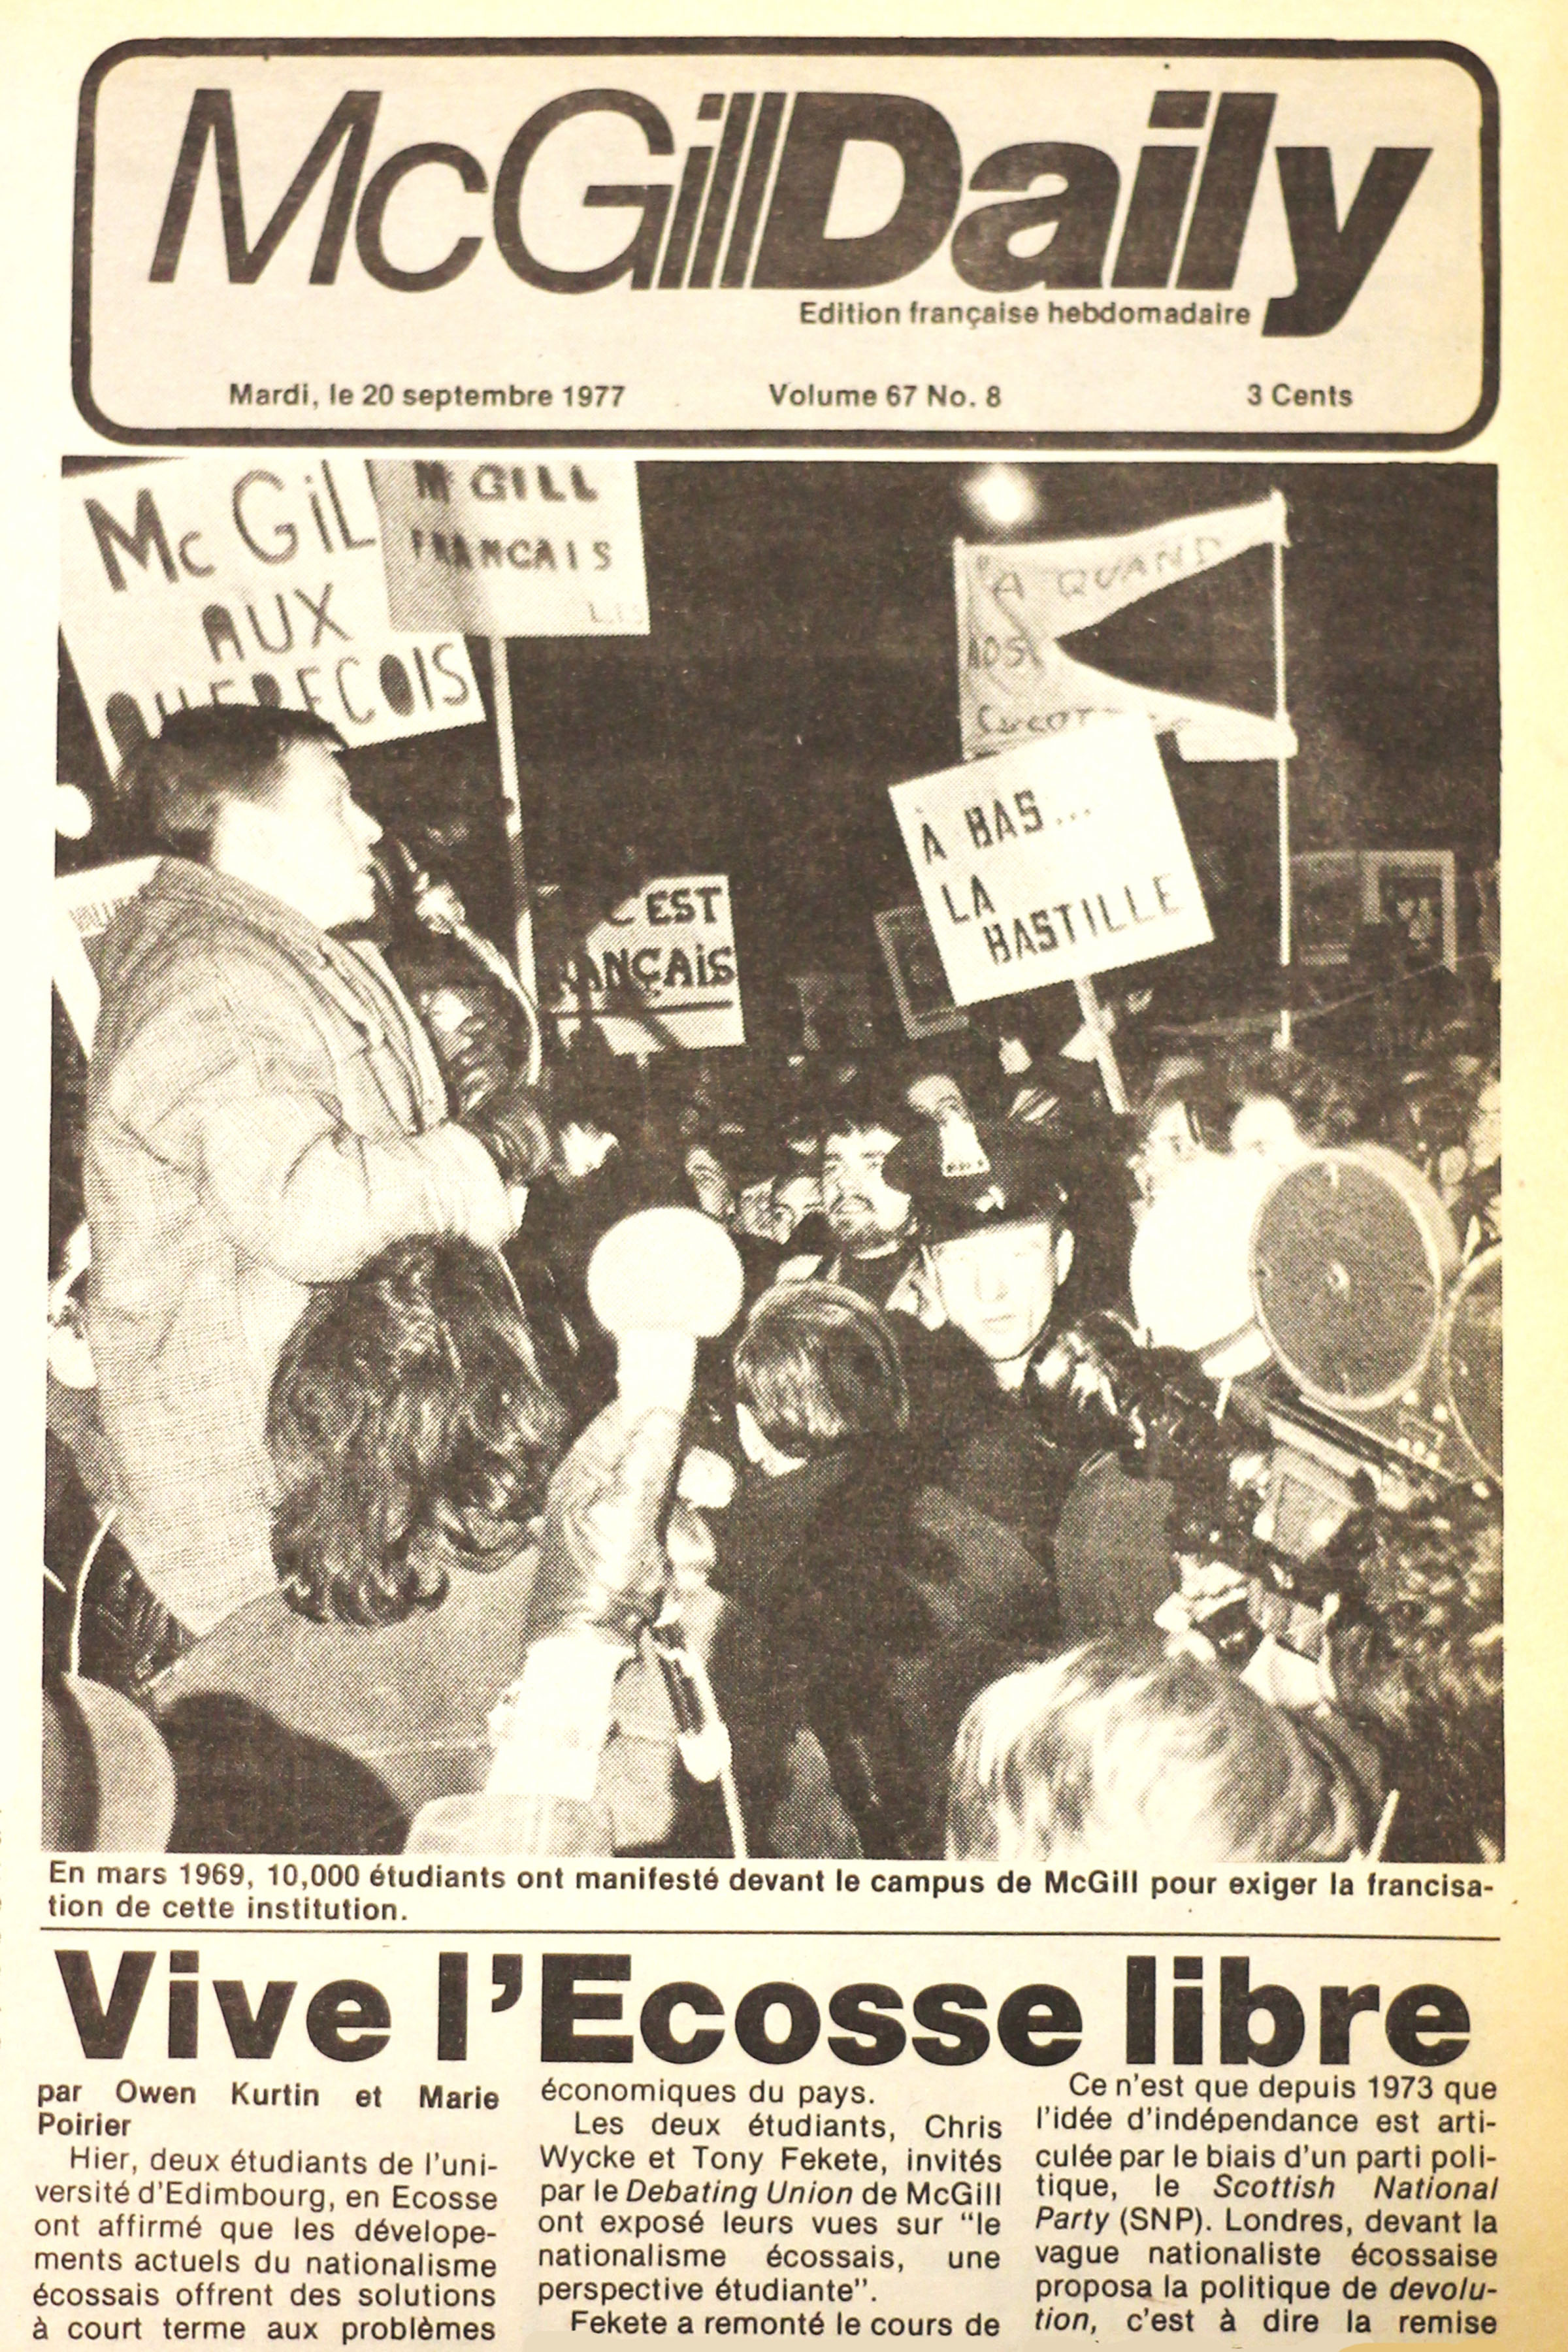 McGill Daily
Edition française hebdomadaire
Mardi, le 20 septembre 1977 Volume 67 No. 8 3 Cents
Mc GiL
AUX
QUEBECOIS
McGILL
FRANCAIS
A QUAND
NOS
À BAS...
LA
BASTILLE
C'EST
RANÇAIS
En mars 1969, 10,000 étudiants ont manifesté devant le campus de McGill pour exiger la francisa-
tion de cette institution.
Vive l'Ecosse libre
par Owen Kurtin et Marie
Poirier
Hier, deux étudiants de l'uni-
versité d'Edimbourg, en Ecosse
ont affirmé que les dévelope-
ments actuels du nationalisme
écossais offrent des solutions
à court terme aux problèmes
économiques du pays.
Les deux étudiants, Chris
Wycke et Tony Fekete, invités
par le Debating Union de McGill
ont exposé leurs vues sur "le
nationalisme écossais, une
perspective étudiante".
Fekete a remonté le cours de
Ce n'est que depuis 1973 que
l'idée d'indépendance est arti-
culée par le biais d'un parti poli-
tique, le Scottish National
Party (SNP). Londres, devant la
vague nationaliste écossaise
proposa la politique de devolu-
tion, c'est à dire la remise